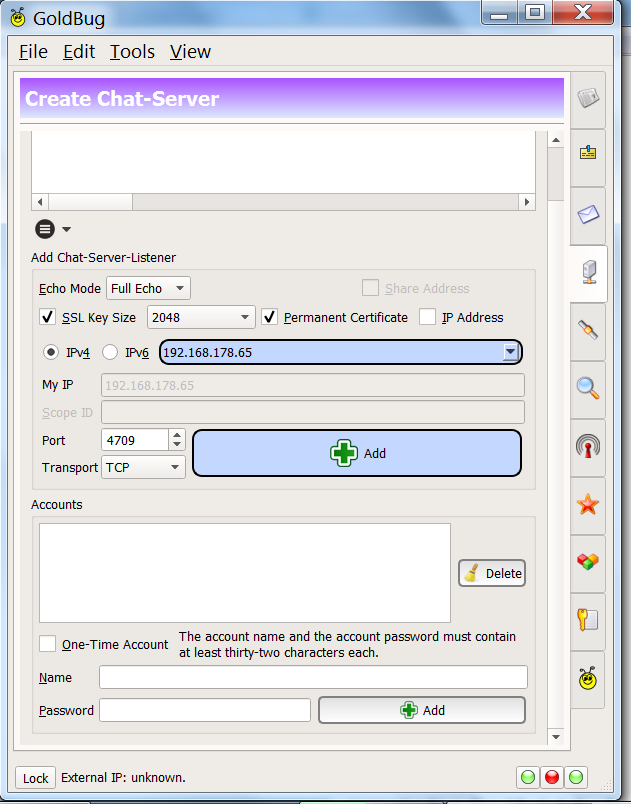 GoldBug
File Edit Tools View
Create Chat-Server
Add Chat-Server-Listener
Echo Mode Full Echo Share Address
SSL Key Size 2048 Permanent Certificate IP Address
IPv4 IPv6 192.168.178.65
My IP 192.168.178.65
Scope ID
Port 4709
Transport TCP
Add
Accounts
Delete
One-Time Account The account name and the account password must contain
at least thirty-two characters each.
Name
Password Add
Lock External IP: unknown.